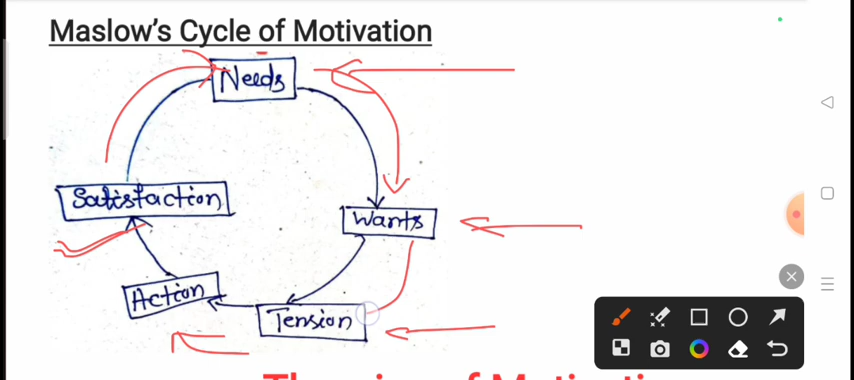 Maslow's Cycle of Motivation
Needs
Satisfaction
Wants
Action
Tension